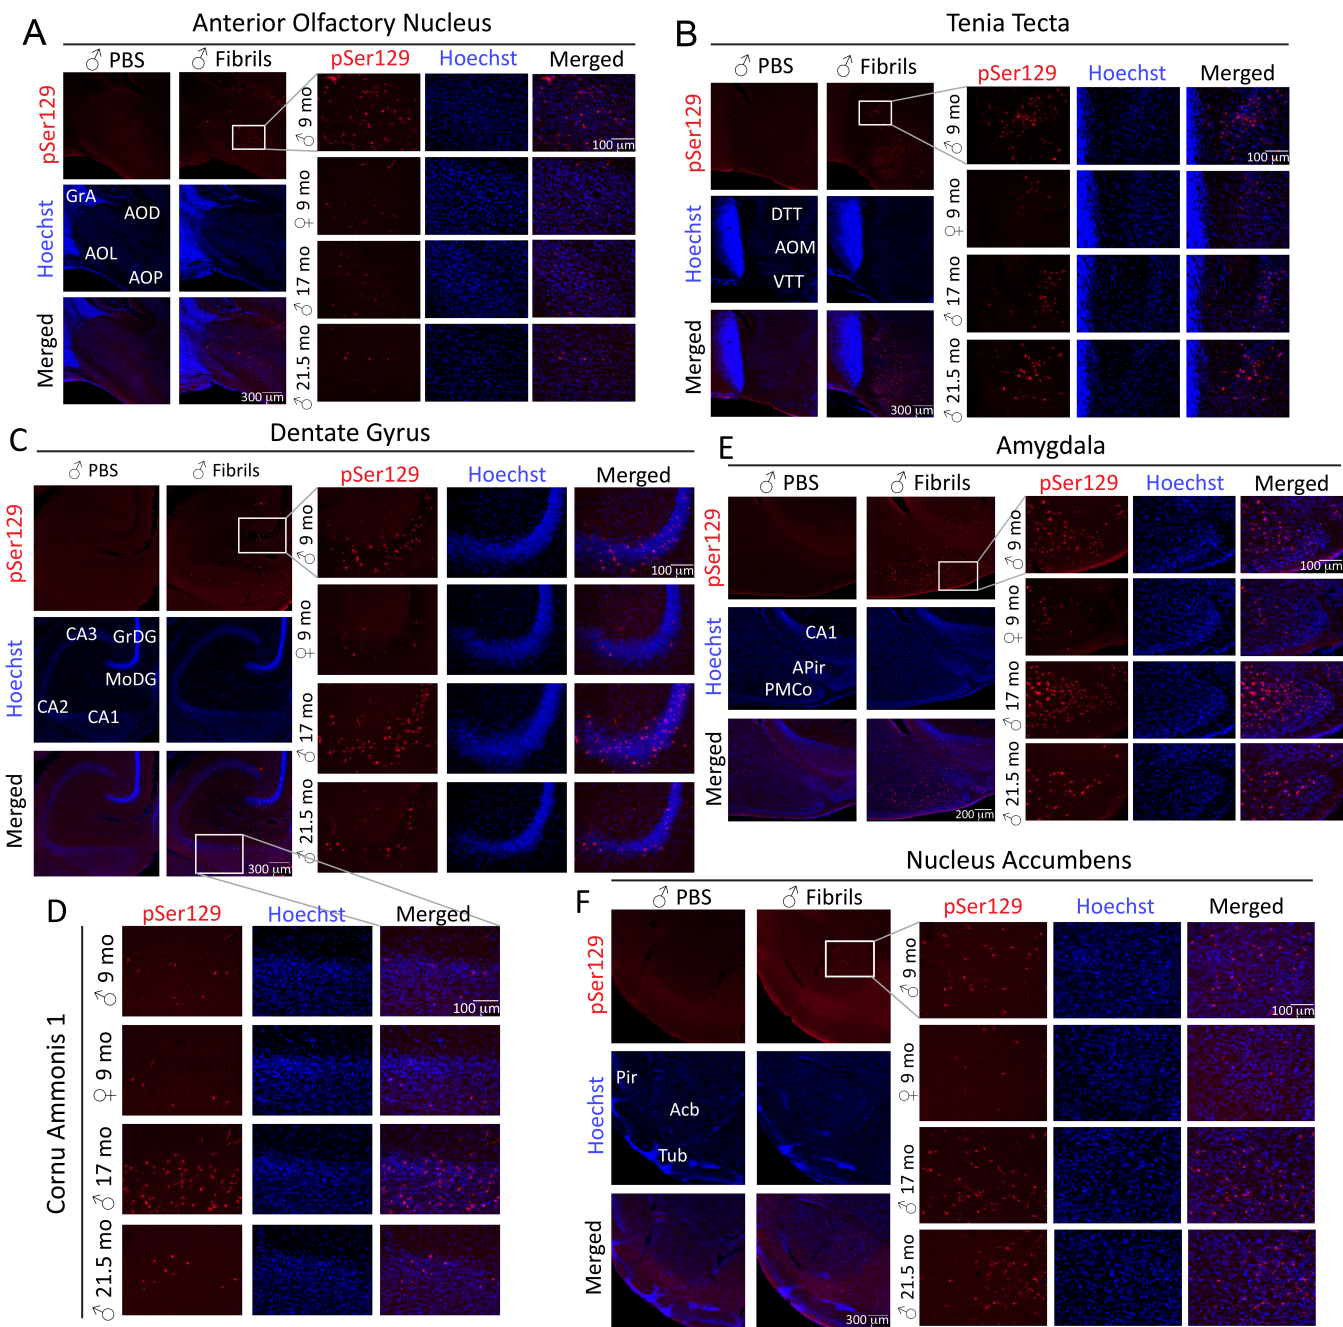 A
Anterior Olfactory Nucleus
♂ PBS
♂ Fibrils
pSer129
Hoechst
Merged
pSer129
Hoechst
Merged
GrA
AOD
AOL
AOP
300 µm
♂ 9 mo
♀ 9 mo
♂ 17 mo
♂ 21.5 mo
100 µm
B
Tenia Tecta
♂ PBS
♂ Fibrils
pSer129
Hoechst
Merged
pSer129
Hoechst
Merged
DTT
AOM
VTT
300 µm
♂ 9 mo
♀ 9 mo
♂ 17 mo
♂ 21.5 mo
100 µm
C
Dentate Gyrus
♂ PBS
♂ Fibrils
pSer129
Hoechst
Merged
pSer129
Hoechst
Merged
CA3
GrDG
MoDG
CA2
CA1
300 µm
♂ 9 mo
♀ 9 mo
♂ 17 mo
♂ 21.5 mo
100 µm
E
Amygdala
♂ PBS
♂ Fibrils
pSer129
Hoechst
Merged
pSer129
Hoechst
Merged
CA1
APir
PMCo
200 µm
♂ 9 mo
♀ 9 mo
♂ 17 mo
♂ 21.5 mo
100 µm
D
Cornu Ammonis 1
pSer129
Hoechst
Merged
♂ 9 mo
♀ 9 mo
♂ 17 mo
♂ 21.5 mo
100 µm
F
Nucleus Accumbens
♂ PBS
♂ Fibrils
pSer129
Hoechst
Merged
pSer129
Hoechst
Merged
Pir
Acb
Tub
300 µm
♂ 9 mo
♀ 9 mo
♂ 17 mo
♂ 21.5 mo
100 µm